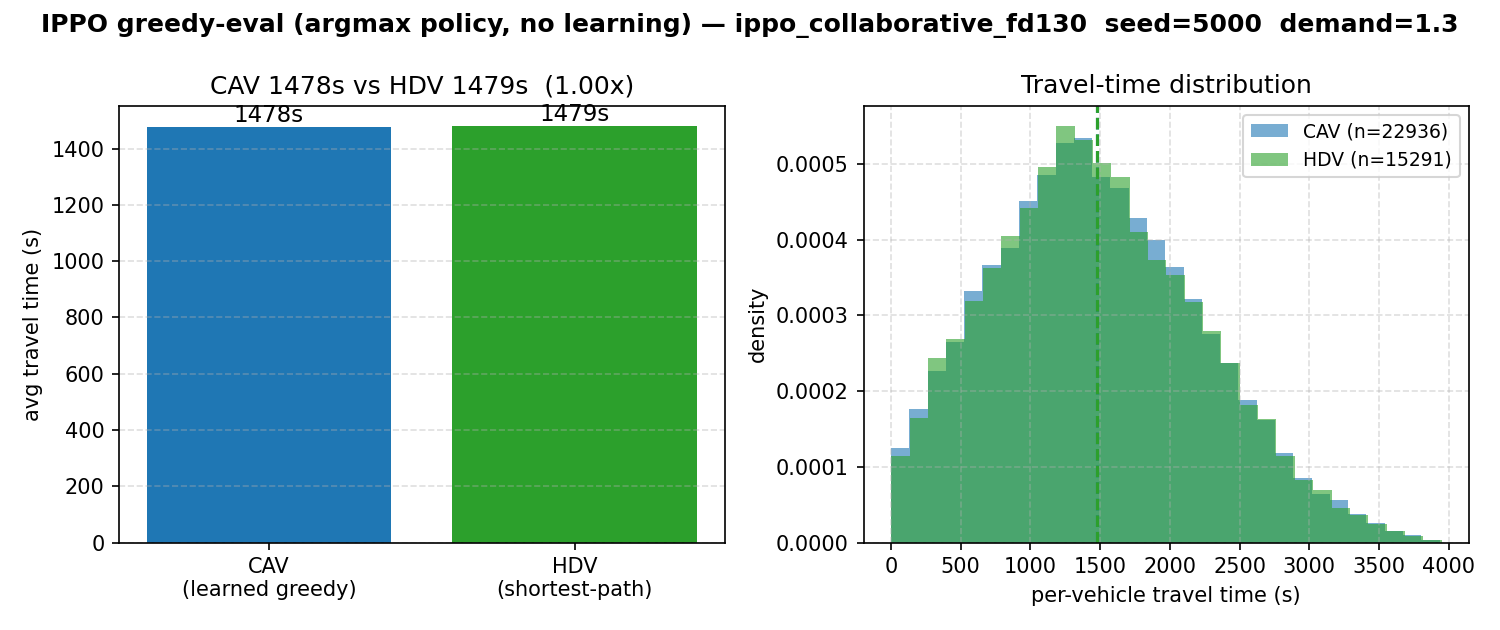 IPPO greedy-eval (argmax policy, no learning) — ippo_collaborative_fd130  seed=5000  demand=1.3
CAV 1478s vs HDV 1479s  (1.00x)
1478s
1479s
avg travel time (s)
1400
1200
1000
800
600
400
200
0
CAV
(learned greedy)
HDV
(shortest-path)
Travel-time distribution
CAV (n=22936)
HDV (n=15291)
density
0.0005
0.0004
0.0003
0.0002
0.0001
0.0000
0 500 1000 1500 2000 2500 3000 3500 4000
per-vehicle travel time (s)